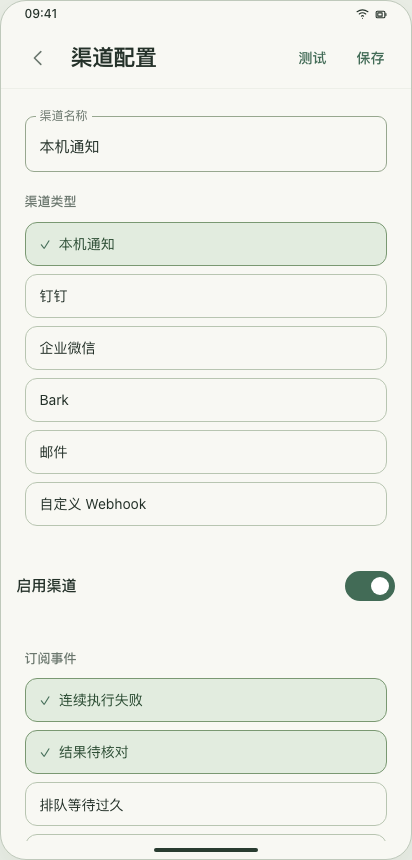 09:41
渠道配置
测试
保存
渠道名称
本机通知
渠道类型
本机通知
钉钉
企业微信
Bark
邮件
自定义 Webhook
启用渠道
订阅事件
连续执行失败
结果待核对
排队等待过久